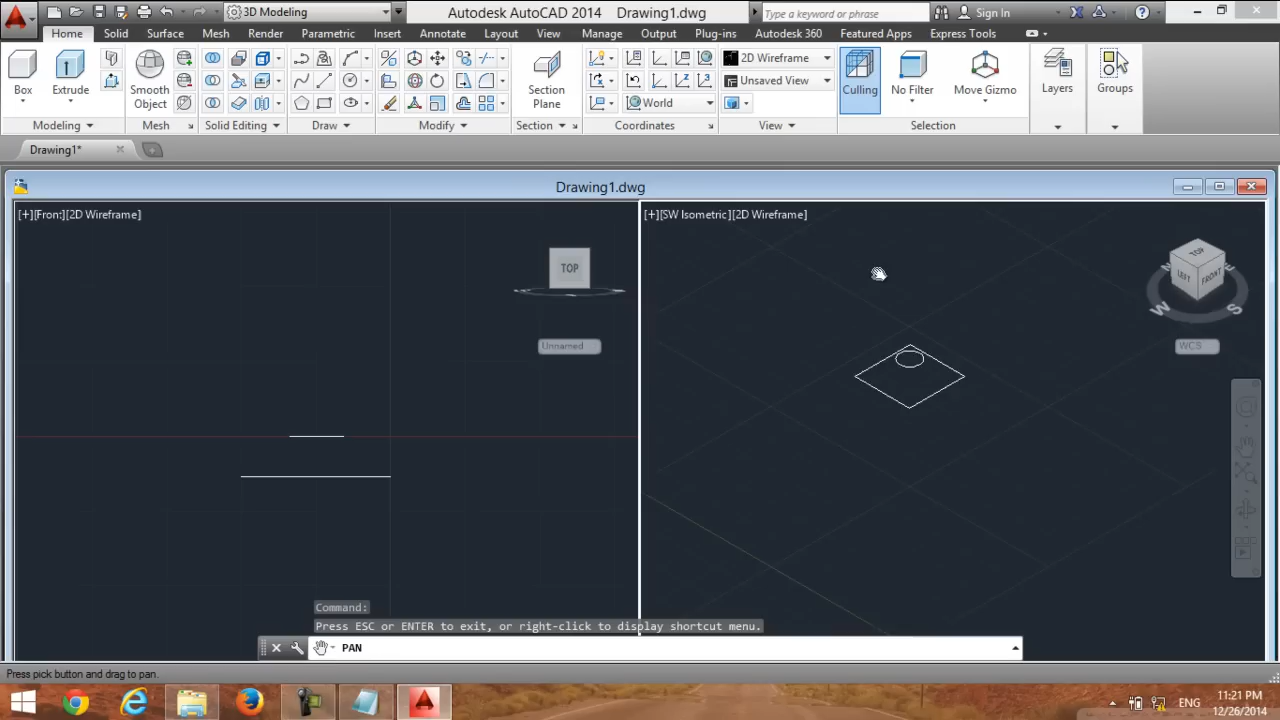 3D Modeling
Autodesk AutoCAD 2014 Drawing1.dwg
Type a keyword or phrase
Sign In
Home Solid Surface Mesh Render Parametric Insert Annotate Layout View Manage Output Plug-ins Autodesk 360 Featured Apps Express Tools
Box
Extrude
Smooth
Object
Section
Plane
2D Wireframe
Unsaved View
World
Culling
No Filter
Move Gizmo
Layers
Groups
Modeling
Mesh
Solid Editing
Draw
Modify
Section
Coordinates
View
Selection
Drawing1*
Drawing1.dwg
[+][Front][2D Wireframe]
TOP
Unnamed
[+][SW Isometric][2D Wireframe]
TOP
LEFT
FRONT
W
S
WCS
Command:
Press ESC or ENTER to exit, or right-click to display shortcut menu.
PAN
Press pick button and drag to pan.
ENG
11:21 PM
12/26/2014